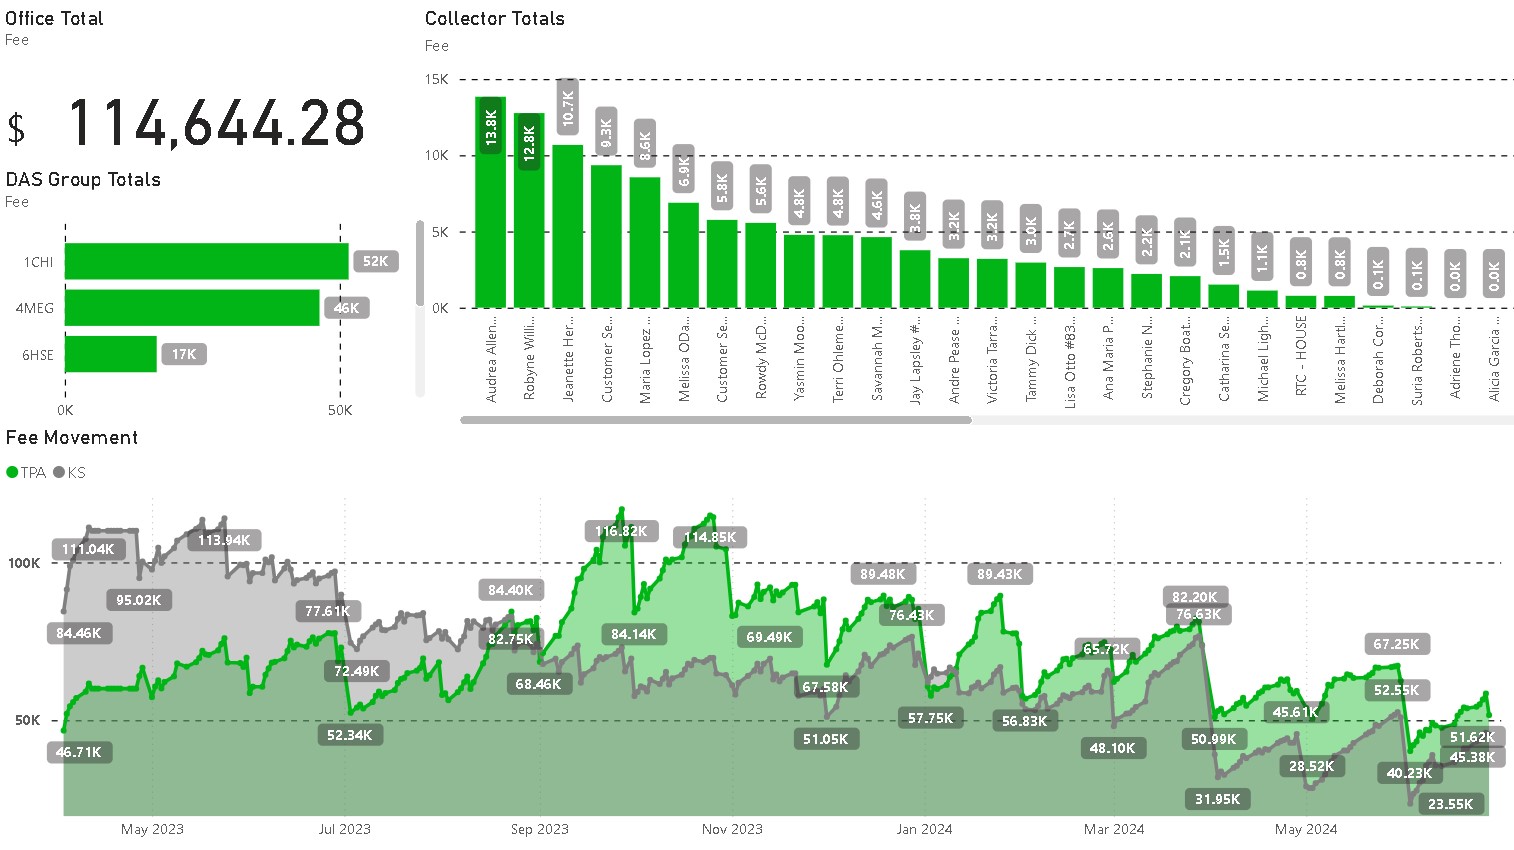 Office Total
Fee
$ 114,644.28
DAS Group Totals
Fee
1CHI
52K
4MEG
46K
6HSE
17K
0K
50K
Collector Totals
Fee
15K
10K
5K
0K
13.8K
12.8K
10.7K
9.3K
8.6K
6.9K
5.8K
5.6K
4.8K
4.8K
4.6K
3.8K
3.2K
3.2K
3.0K
2.7K
2.6K
2.2K
2.1K
1.5K
1.1K
0.8K
0.8K
0.1K
0.1K
0.0K
0.0K
Audrea Allen...
Robyne Willi...
Jeanette Her...
Customer Se...
Maria Lopez ...
Melissa ODa...
Customer Se...
Rowdy McD...
Yasmin Moo...
Terri Ohleme...
Savannah M...
Jay Lapsley #...
Andre Pease ...
Victoria Tarra...
Tammy Dick ...
Lisa Otto #83...
Ana Maria P...
Stephanie N...
Gregory Boat...
Catharina Se...
Michael Ligh...
RTC - HOUSE
Melissa Hartl...
Deborah Cor...
Suria Roberts...
Adriene Tho...
Alicia Garcia ...
Fee Movement
TPA KS
100K
50K
111.04K
95.02K
84.46K
46.71K
113.94K
77.61K
72.49K
52.34K
84.40K
82.75K
68.46K
116.82K
84.14K
114.85K
69.49K
67.58K
51.05K
89.48K
76.43K
57.75K
89.43K
56.83K
65.72K
48.10K
82.20K
76.63K
50.99K
31.95K
45.61K
28.52K
67.25K
52.55K
40.23K
23.55K
51.62K
45.38K
May 2023
Jul 2023
Sep 2023
Nov 2023
Jan 2024
Mar 2024
May 2024